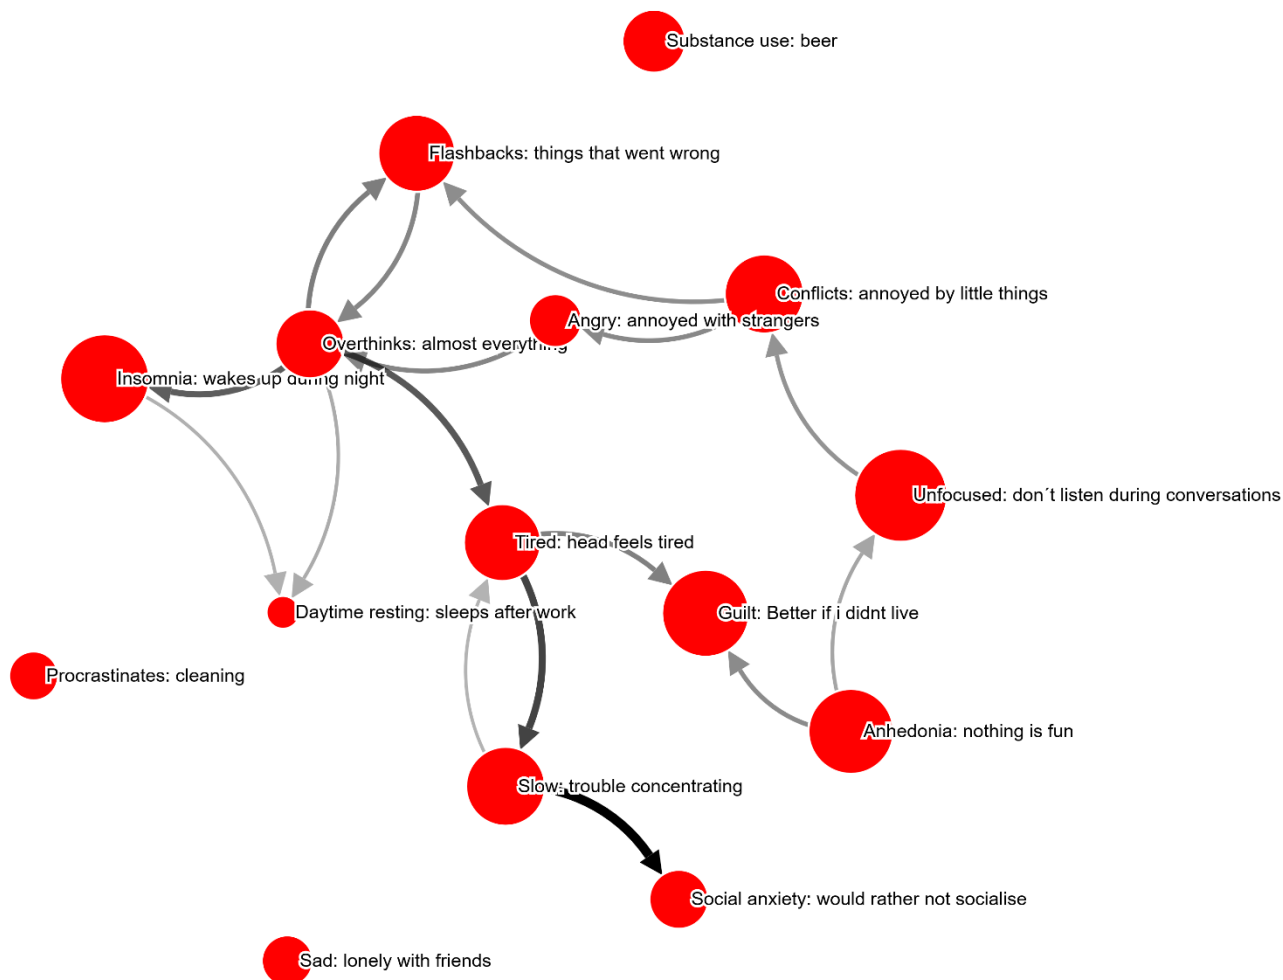 Substance use: beer
Flashbacks: things that went wrong
Conflicts: annoyed by little things
Angry: annoyed with strangers
Overthinks: almost everything
Insomnia: wakes up during night
Unfocused: don´t listen during conversations
Tired: head feels tired
Daytime resting: sleeps after work
Guilt: Better if i didnt live
Procrastinates: cleaning
Anhedonia: nothing is fun
Slow: trouble concentrating
Social anxiety: would rather not socialise
Sad: lonely with friends